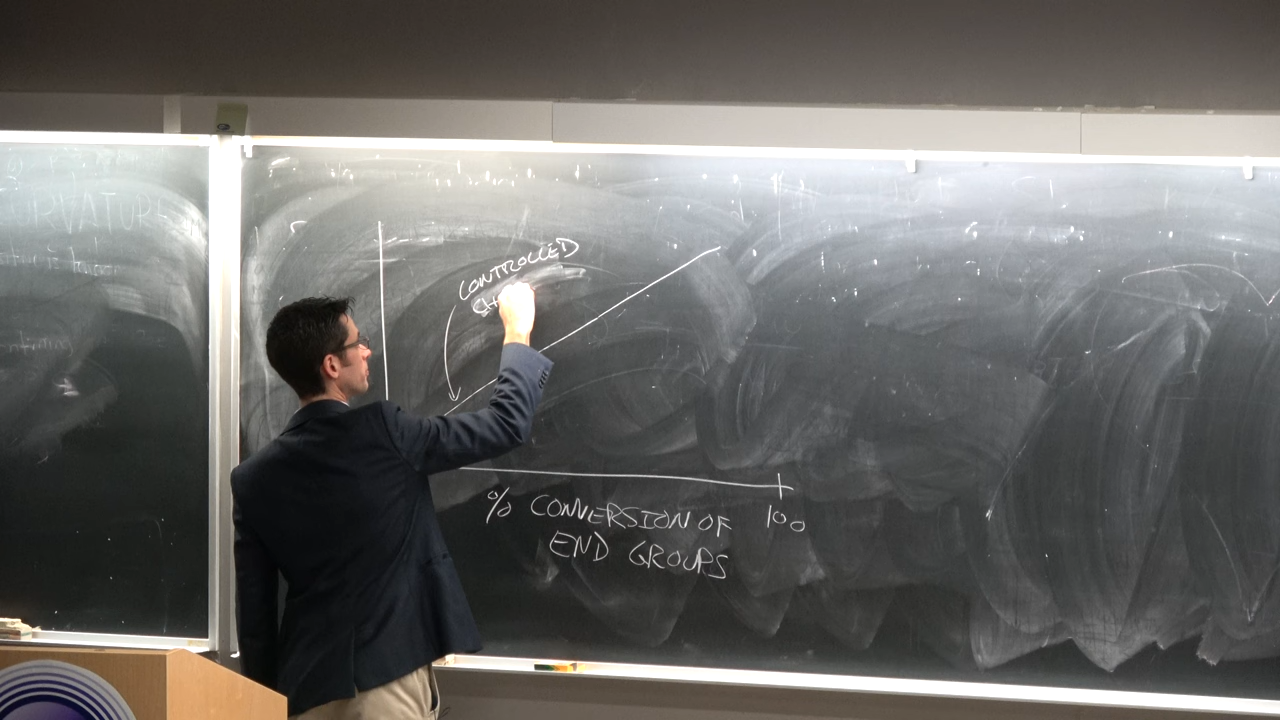 RVATURE
CONTROLLED
% CONVERSION OF 100
END GROUPS